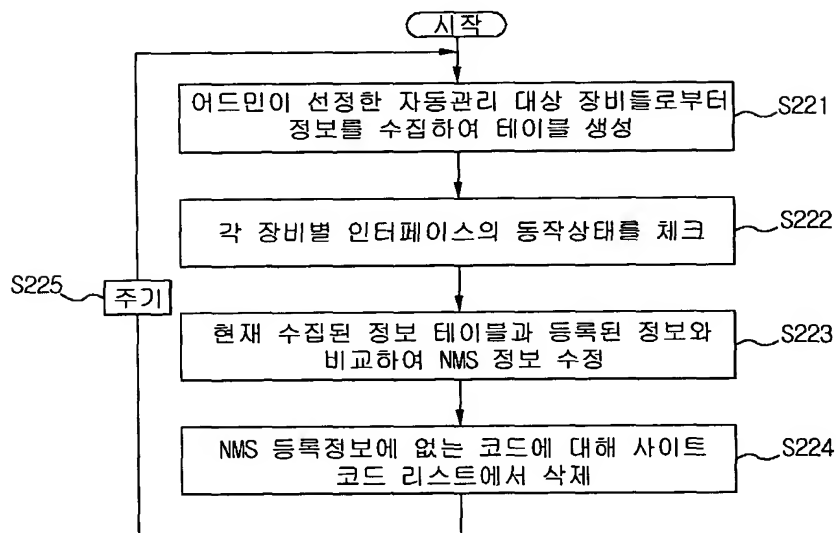 시작
어드민이 선정한 자동관리 대상 장비들로부터
정보를 수집하여 테이블 생성
S221
각 장비별 인터페이스의 동작상태를 체크
S222
S225
주기
현재 수집된 정보 테이블과 등록된 정보와
비교하여 NMS 정보 수정
S223
NMS 등록정보에 없는 코드에 대해 사이트
코드 리스트에서 삭제
S224